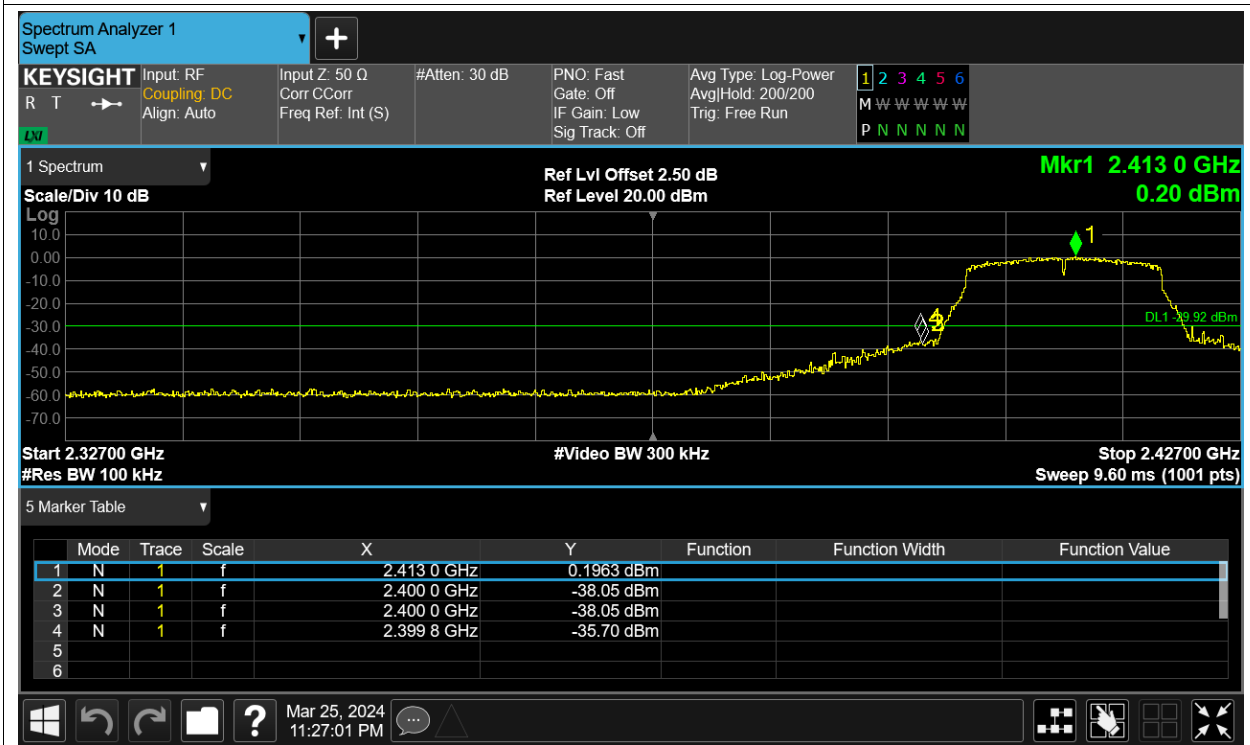 Spectrum Analyzer 1
Swept SA
KEYSIGHT
R T
LXI
Input: RF
Coupling: DC
Align: Auto
Input Z: 50 Ω
Corr CCorr
Freq Ref: Int (S)
#Atten: 30 dB
PNO: Fast
Gate: Off
IF Gain: Low
Sig Track: Off
Avg Type: Log-Power
Avg|Hold: 200/200
Trig: Free Run
1 2 3 4 5 6
M W W W W W W
P N N N N N
1 Spectrum
Scale/Div 10 dB
Ref Lvl Offset 2.50 dB
Ref Level 20.00 dBm
Mkr1 2.413 0 GHz
0.20 dBm
Log
10.0
0.00
-10.0
-20.0
-30.0
-40.0
-50.0
-60.0
-70.0
1
DL1 -29.92 dBm
Start 2.32700 GHz
#Res BW 100 kHz
#Video BW 300 kHz
Stop 2.42700 GHz
Sweep 9.60 ms (1001 pts)
5 Marker Table
Mode Trace Scale X Y Function Function Width Function Value
1 N 1 f 2.413 0 GHz 0.1963 dBm
2 N 1 f 2.400 0 GHz -38.05 dBm
3 N 1 f 2.400 0 GHz -38.05 dBm
4 N 1 f 2.399 8 GHz -35.70 dBm
5
6
?
Mar 25, 2024
11:27:01 PM